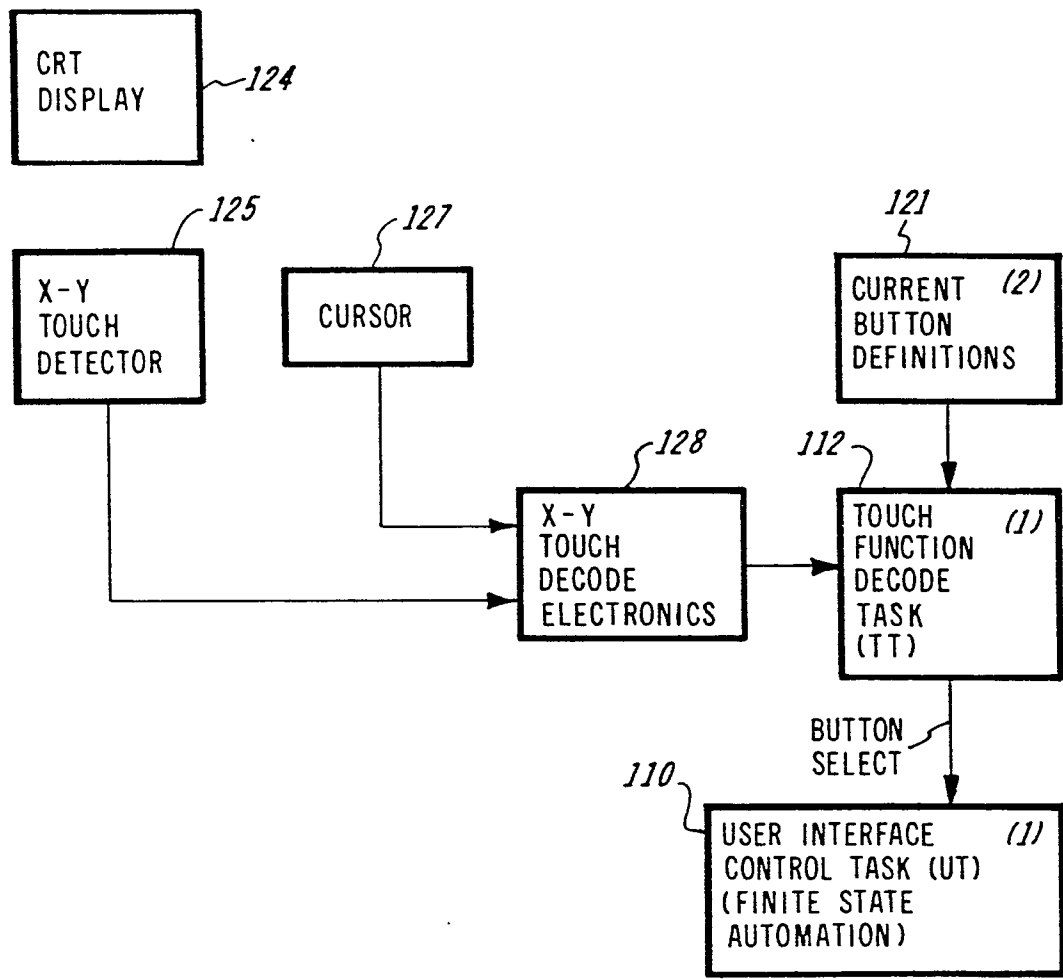 CRT
DISPLAY
124
125
X-Y
TOUCH
DETECTOR
127
CURSOR
121
CURRENT (2)
BUTTON
DEFINITIONS
128
X-Y
TOUCH
DECODE
ELECTRONICS
112
TOUCH (1)
FUNCTION
DECODE
TASK
(TT)
BUTTON
SELECT
110
USER INTERFACE (1)
CONTROL TASK (UT)
(FINITE STATE
AUTOMATION)